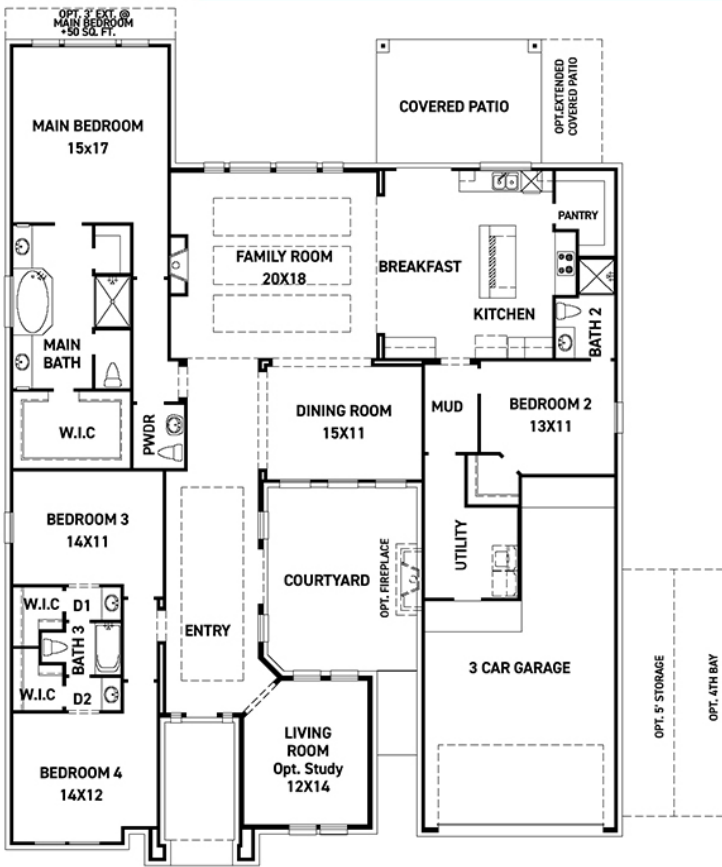 OPT. 3' EXT. @
MAIN BEDROOM
+50 SQ. FT.
MAIN BEDROOM
15x17
COVERED PATIO
OPT.EXTENDED
COVERED PATIO
PANTRY
FAMILY ROOM
20X18
BREAKFAST
KITCHEN
BATH 2
MAIN
BATH
W.I.C
PWDR
DINING ROOM
15X11
MUD
BEDROOM 2
13X11
BEDROOM 3
14X11
UTILITY
COURTYARD
OPT. FIREPLACE
W.I.C
D1
BATH 3
ENTRY
W.I.C
D2
3 CAR GARAGE
OPT. 5' STORAGE
OPT. 4TH BAY
LIVING
ROOM
Opt. Study
12X14
BEDROOM 4
14X12